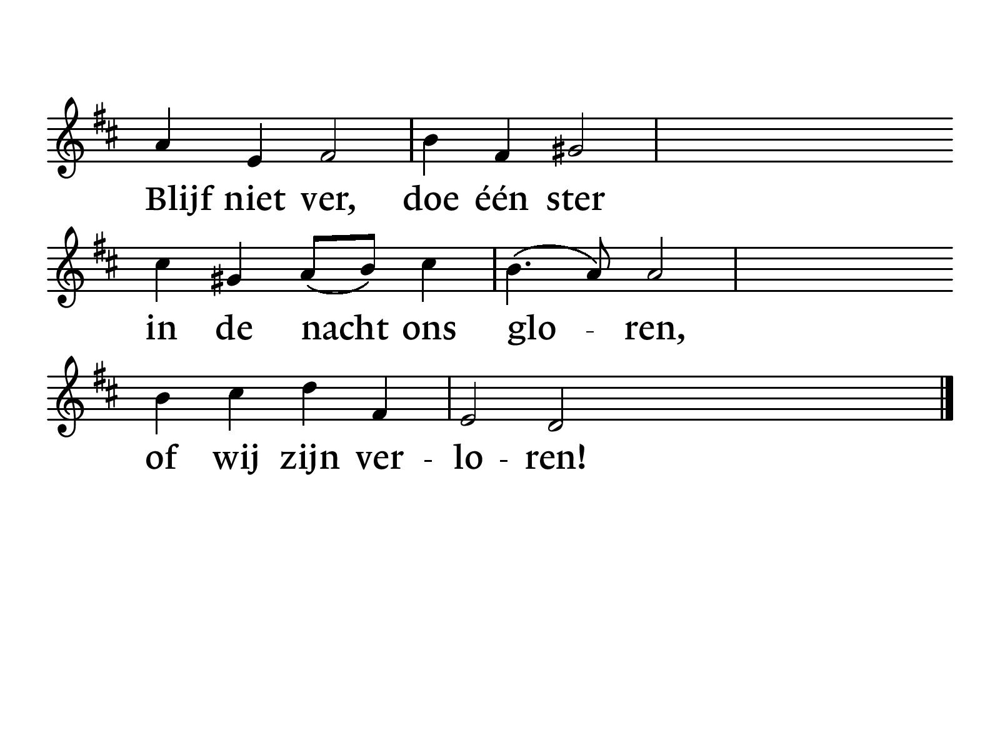 Blijf niet ver, doe één ster
in de nacht ons glo - ren,
of wij zijn ver - lo - ren!